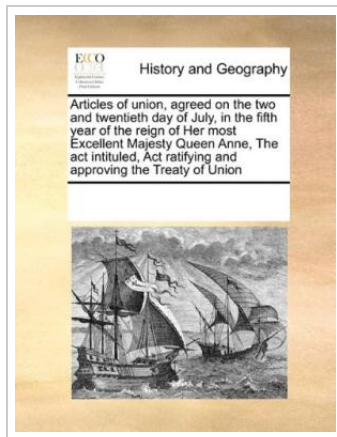 ECCO
History and Geography
Articles of union, agreed on the two
and twentieth day of July, in the fifth
year of the reign of Her most
Excellent Majesty Queen Anne, The
act intituled, Act ratifying and
approving the Treaty of Union